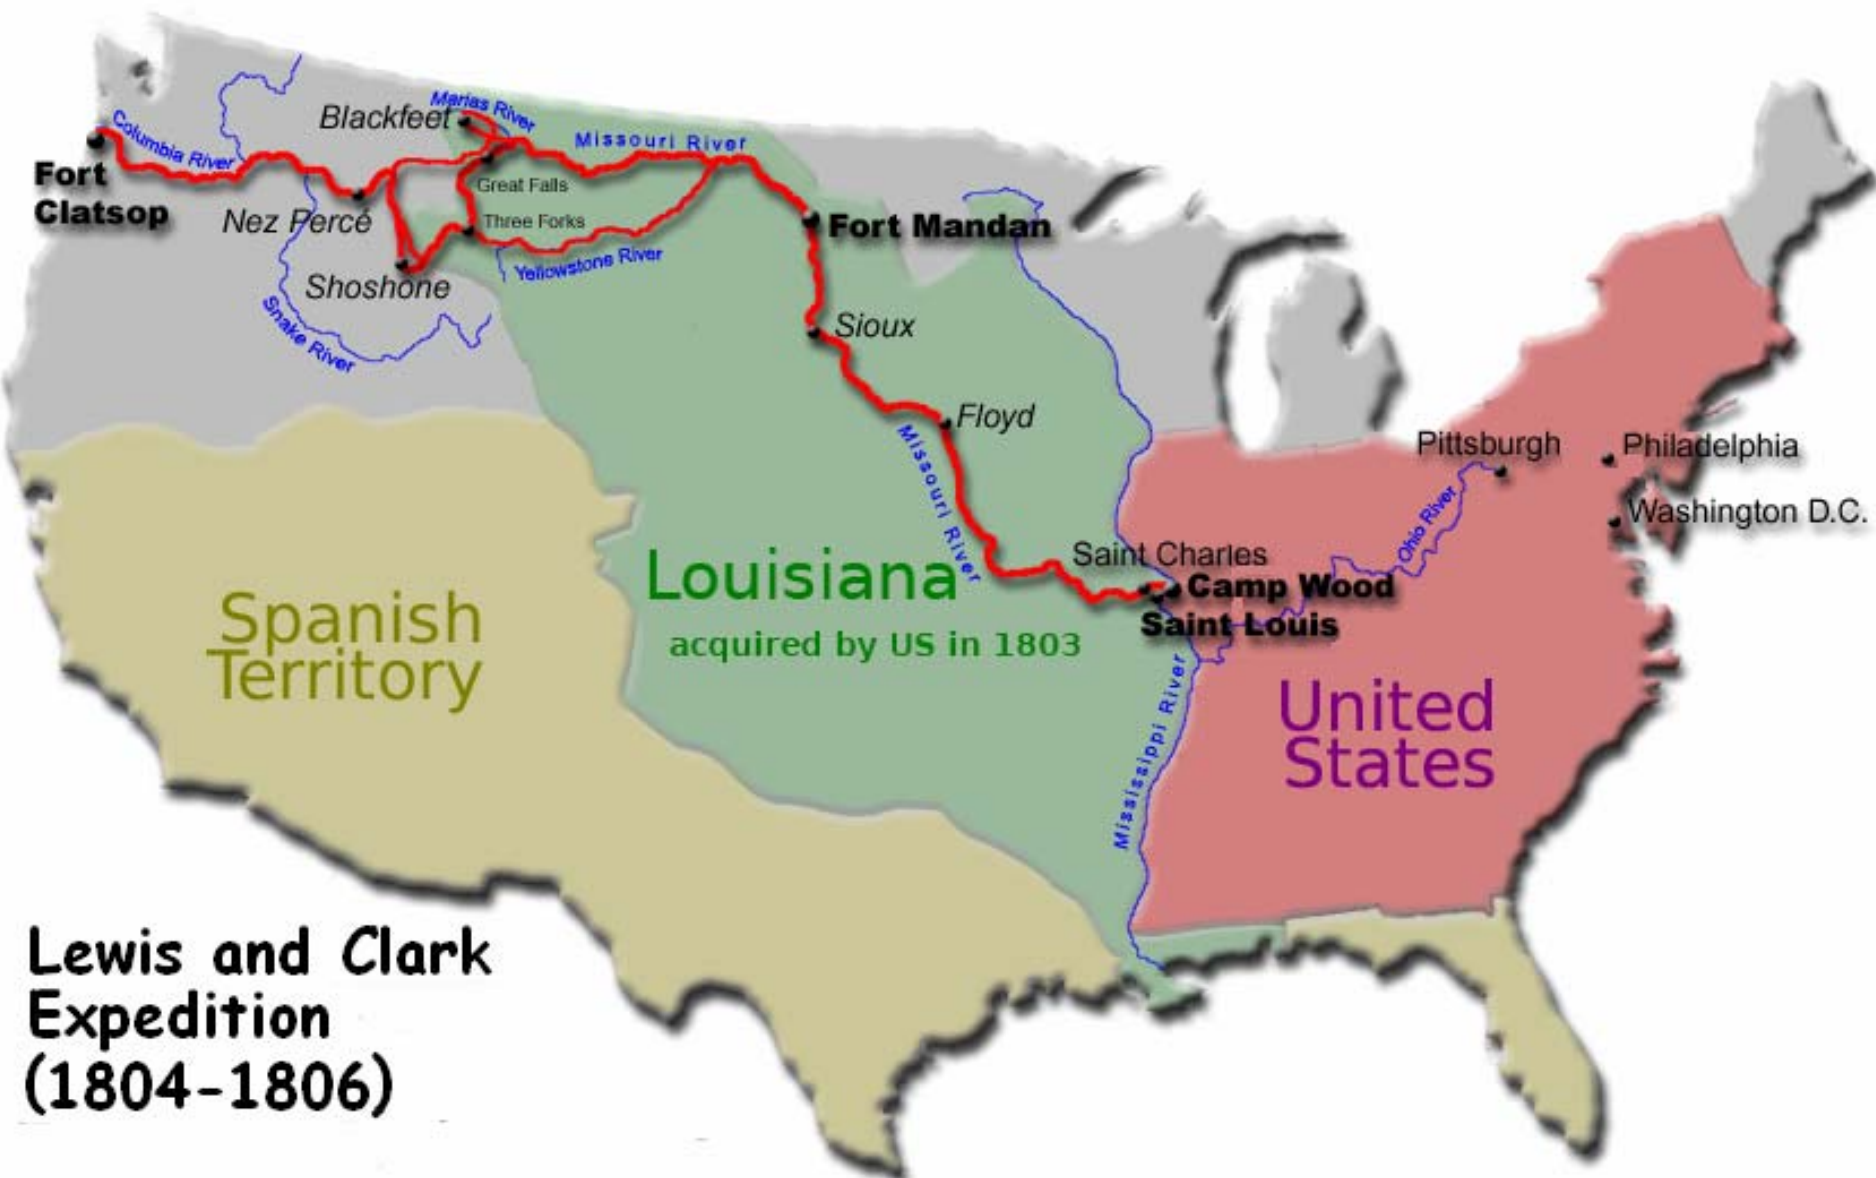 Marias River
Blackfeet
Columbia River
Missouri River
Fort
Clatsop
Great Falls
Nez Percé
Three Forks
Fort Mandan
Yellowstone River
Shoshone
Snake River
Sioux
Floyd
Missouri River
Pittsburgh
Philadelphia
Ohio River
Washington D.C.
Saint Charles
Camp Wood
Saint Louis
Louisiana
acquired by US in 1803
Spanish
Territory
Mississippi River
United
States
Lewis and Clark
Expedition
(1804-1806)